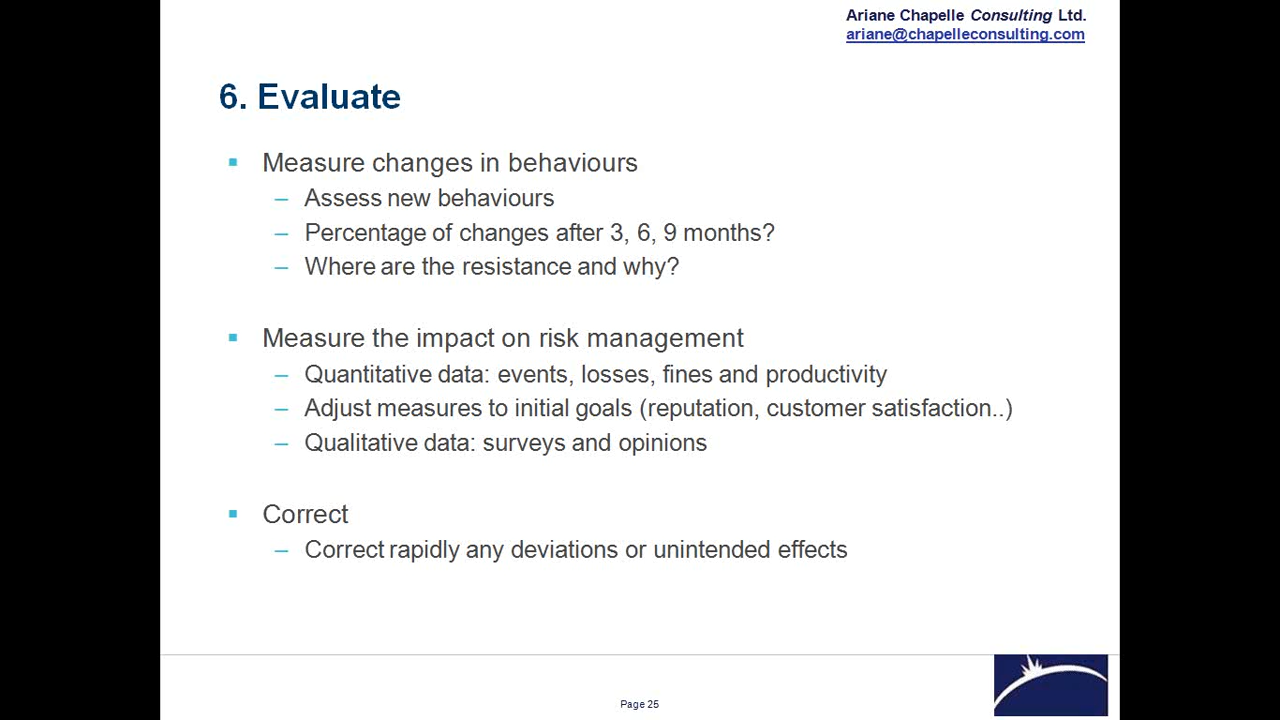 Ariane Chapelle Consulting Ltd.
ariane@chapelleconsulting.com
6. Evaluate
▪ Measure changes in behaviours
– Assess new behaviours
– Percentage of changes after 3, 6, 9 months?
– Where are the resistance and why?
▪ Measure the impact on risk management
– Quantitative data: events, losses, fines and productivity
– Adjust measures to initial goals (reputation, customer satisfaction..)
– Qualitative data: surveys and opinions
▪ Correct
– Correct rapidly any deviations or unintended effects
Page 25